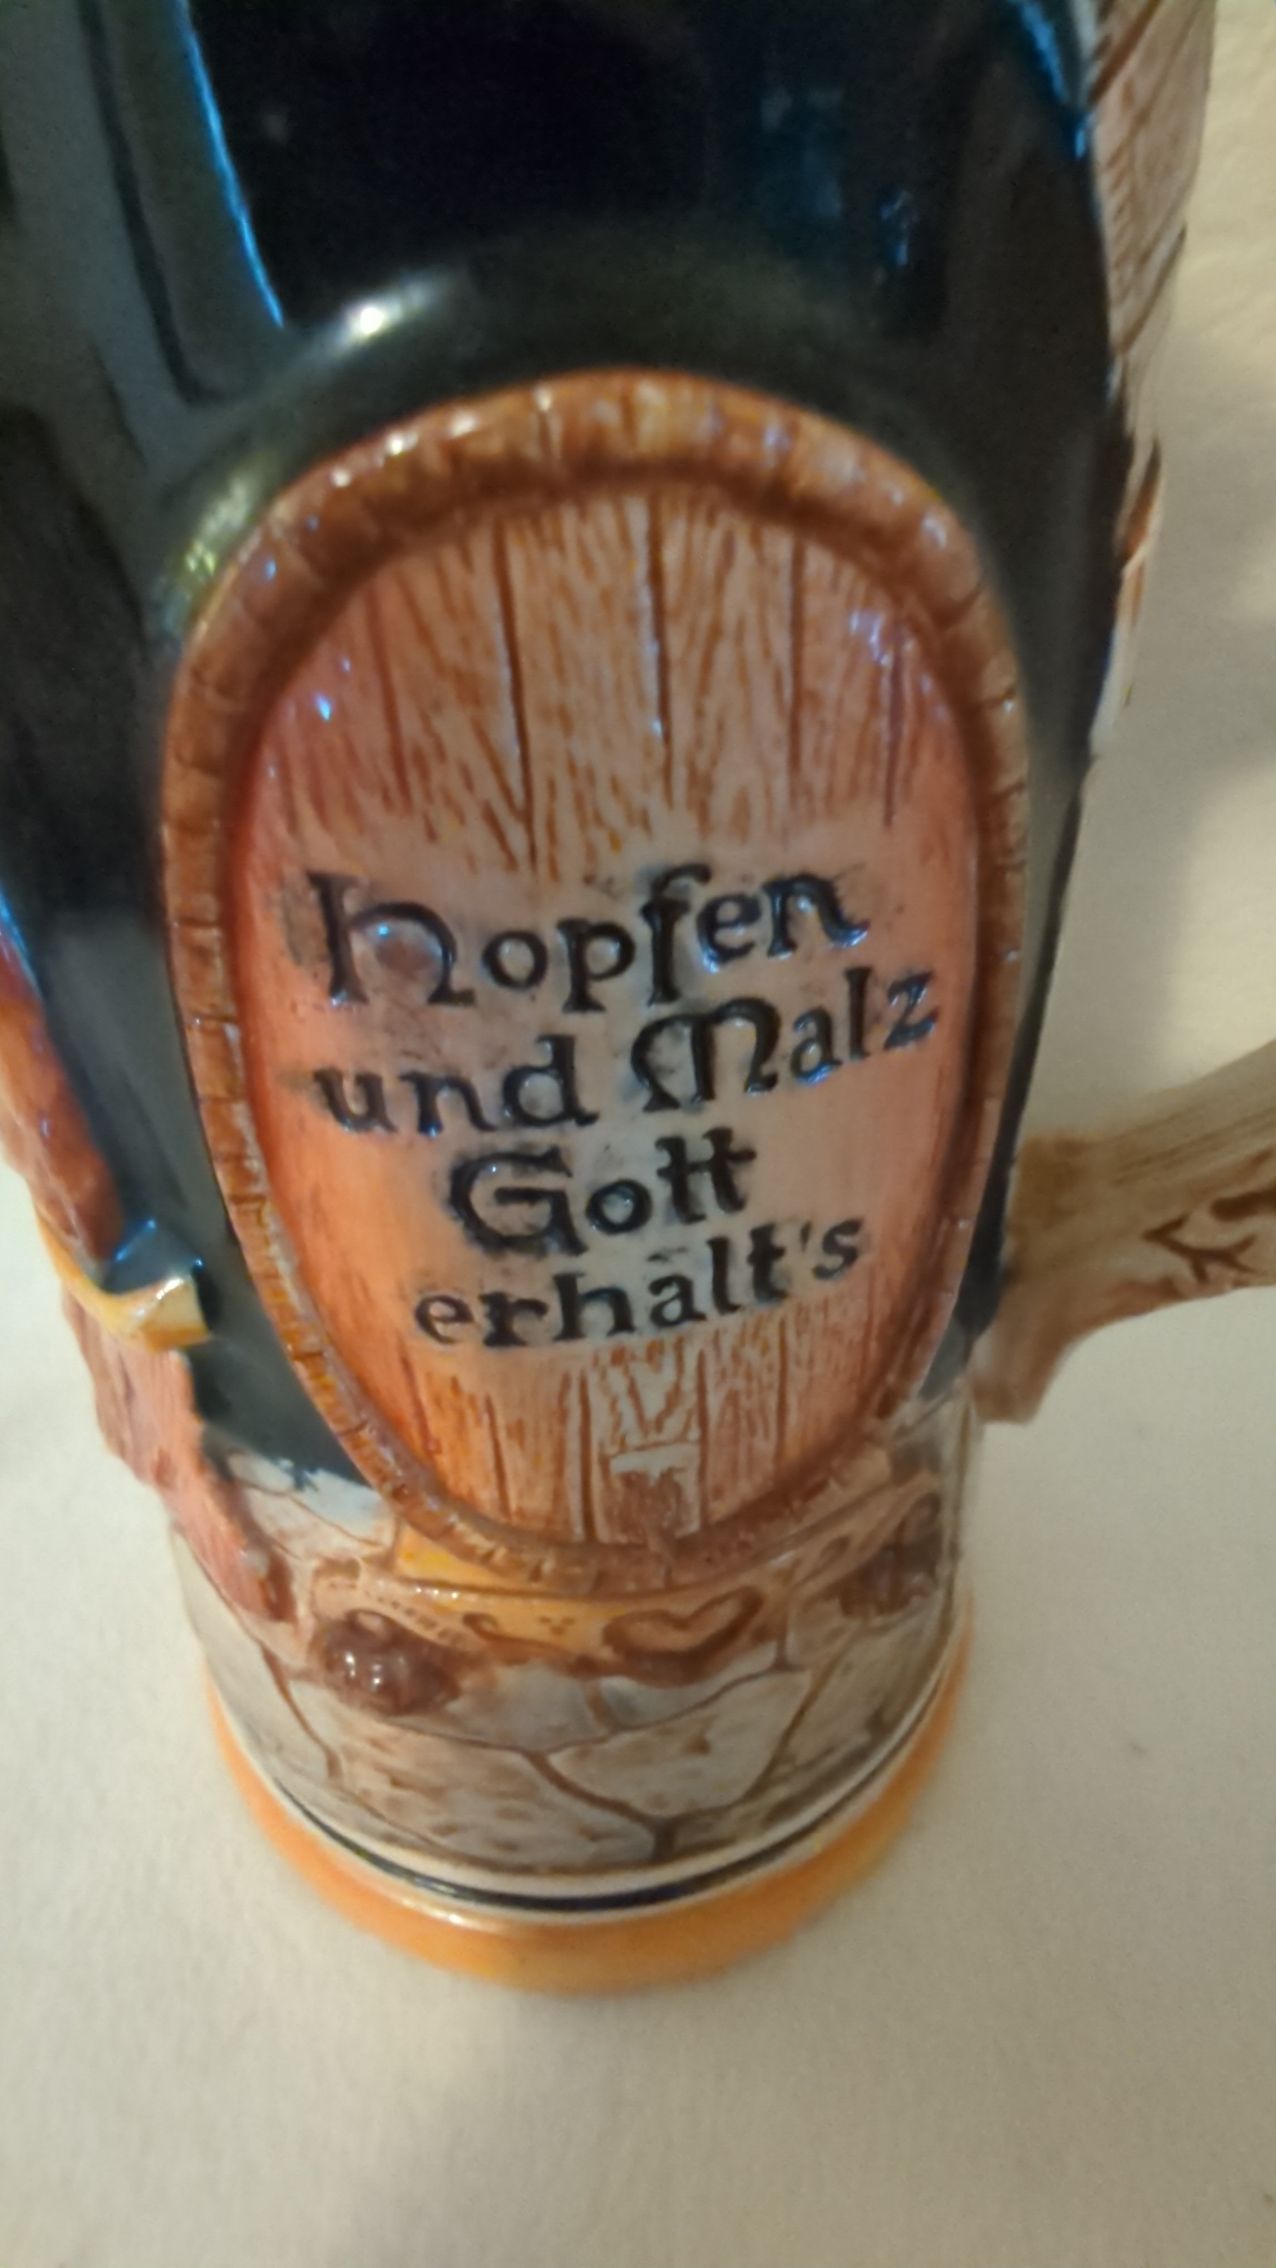 Hopfen
und Malz
Gott
erhalt's